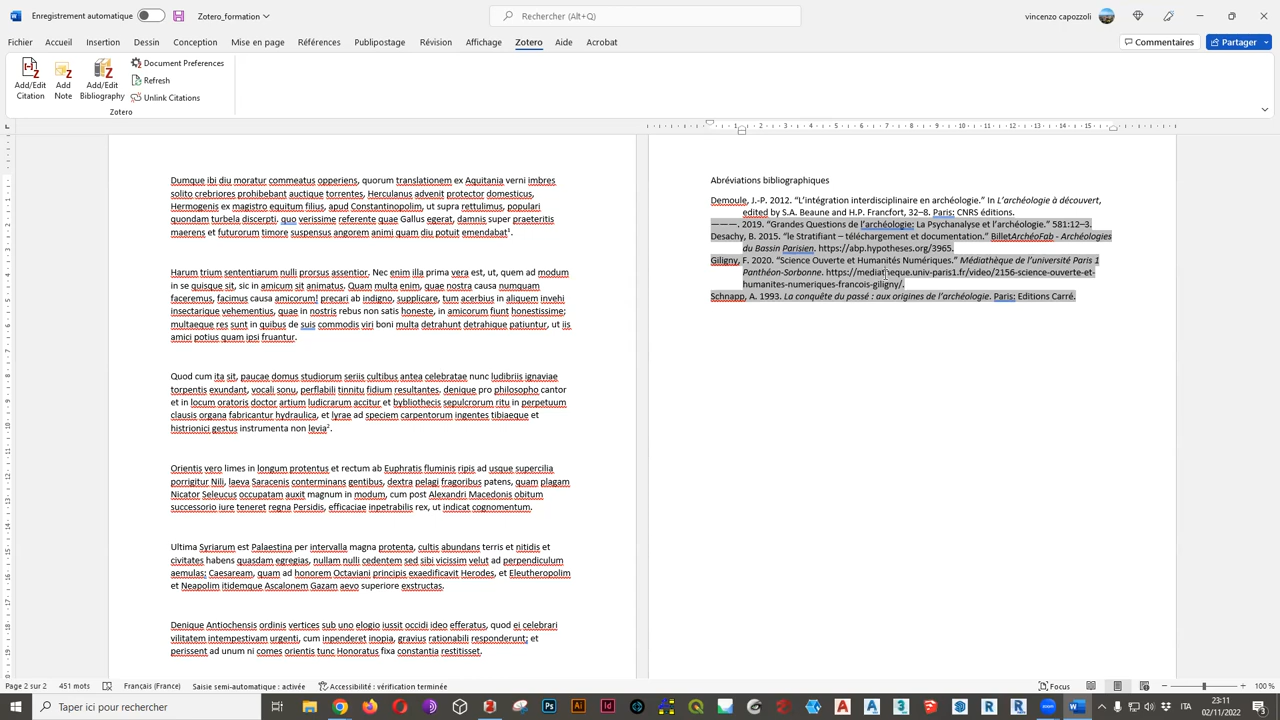 Enregistrement automatique
Zotero_formation
Rechercher (Alt+Q)
vincenzo capozzoli
Fichier Accueil Insertion Dessin Conception Mise en page Références Publipostage Révision Affichage Zotero Aide Acrobat
Commentaires
Partager
Add/Edit Citation
Add Note
Add/Edit Bibliography
Document Preferences
Refresh
Unlink Citations
Zotero
1 2 3 4 5 6 7 8 9 10 11 12 13 14 15
Dumque ibi diu moratur commeatus opperiens, quorum translationem ex Aquitania verni imbres
solito crebriores prohibebant auctique torrentes, Herculanus advenit protector domesticus,
Hermogenis ex magistro equitum filius, apud Constantinopolim, ut supra rettulimus, populari
quondam turbela discerpti. quo verissime referente quae Gallus egerat, damnis super praeteritis
maerens et futurorum timore suspensus angorem animi quam diu potuit emendabat¹.
Harum trium sententiarum nulli prorsus assentior. Nec enim illa prima vera est, ut, quem ad modum
in se quisque sit, sic in amicum sit animatus. Quam multa enim, quae nostra causa numquam
faceremus, facimus causa amicorum! precari ab indigno, supplicare, tum acerbius in aliquem invehi
insectarique vehementius, quae in nostris rebus non satis honeste, in amicorum fiunt honestissime;
multaeque res sunt in quibus de suis commodis viri boni multa detrahunt detrahique patiuntur, ut iis
amici potius quam ipsi fruantur.
Quod cum ita sit, paucae domus studiorum seriis cultibus antea celebratae nunc ludibriis ignaviae
torpentis exundant, vocali sonu, perflabili tinnitu fidium resultantes. denique pro philosopho cantor
et in locum oratoris doctor artium ludicrarum accitur et bybliothecis sepulcrorum ritu in perpetuum
clausis organa fabricantur hydraulica, et lyrae ad speciem carpentorum ingentes tibiaeque et
histrionici gestus instrumenta non levia².
Orientis vero limes in longum protentus et rectum ab Euphratis fluminis ripis ad usque supercilia
porrigitur Nili, laeva Saracenis conterminans gentibus, dextra pelagi fragoribus patens, quam plagam
Nicator Seleucus occupatam auxit magnum in modum, cum post Alexandri Macedonis obitum
successorio iure teneret regna Persidis, efficaciae inpetrabilis rex, ut indicat cognomentum.
Ultima Syriarum est Palaestina per intervalla magna protenta, cultis abundans terris et nitidis et
civitates habens quasdam egregias, nullam nulli cedentem sed sibi vicissim velut ad perpendiculum
aemulas: Caesaream, quam ad honorem Octaviani principis exaedificavit Herodes, et Eleutheropolim
et Neapolim itidemque Ascalonem Gazam aevo superiore exstructas.
Denique Antiochensis ordinis vertices sub uno elogio iussit occidi ideo efferatus, quod ei celebrari
vilitatem intempestivam urgenti, cum inpenderet inopia, gravius rationabili responderunt; et
perissent ad unum ni comes orientis tunc Honoratus fixa constantia restitisset.
Abréviations bibliographiques
Demoule, J.-P. 2012. “L’intégration interdisciplinaire en archéologie.” In L’archéologie à découvert,
edited by S.A. Beaune and H.P. Francfort, 32–8. Paris: CNRS éditions.
———. 2019. “Grandes Questions de l’archéologie: La Psychanalyse et l’archéologie.” 581:12–3.
Desachy, B. 2015. “le Stratifiant – téléchargement et documentation.” BilletArchéoFab - Archéologies
du Bassin Parisien. https://abp.hypotheses.org/3965.
Giligny, F. 2020. “Science Ouverte et Humanités Numériques.” Médiathèque de l’université Paris 1
Panthéon-Sorbonne. https://mediatheque.univ-paris1.fr/video/2156-science-ouverte-et-
humanites-numeriques-francois-giligny/.
Schnapp, A. 1993. La conquête du passé : aux origines de l’archéologie. Paris: Editions Carré.
Page 2 sur 2 451 mots Français (France) Saisie semi-automatique : activée Accessibilité : vérification terminée
Focus
100 %
Taper ici pour rechercher
ITA
23:11
02/11/2022